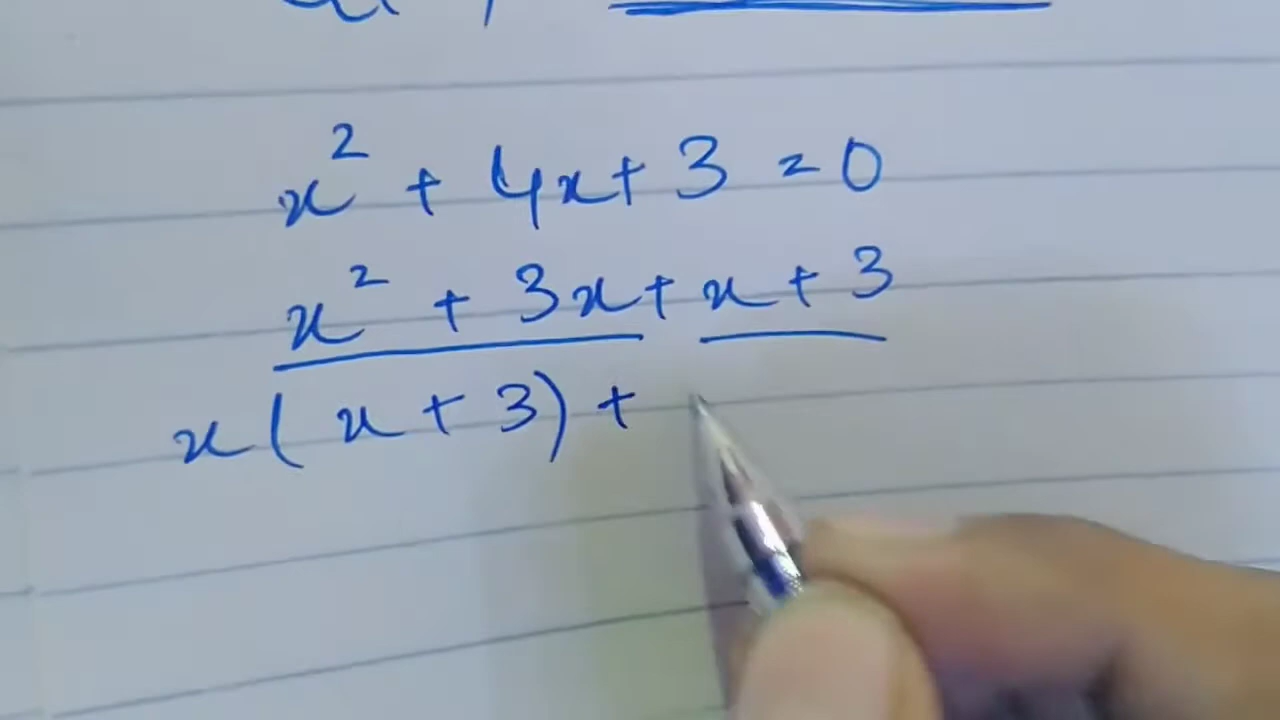 x² + 4x + 3 = 0
x² + 3x + x + 3
x( x + 3) +